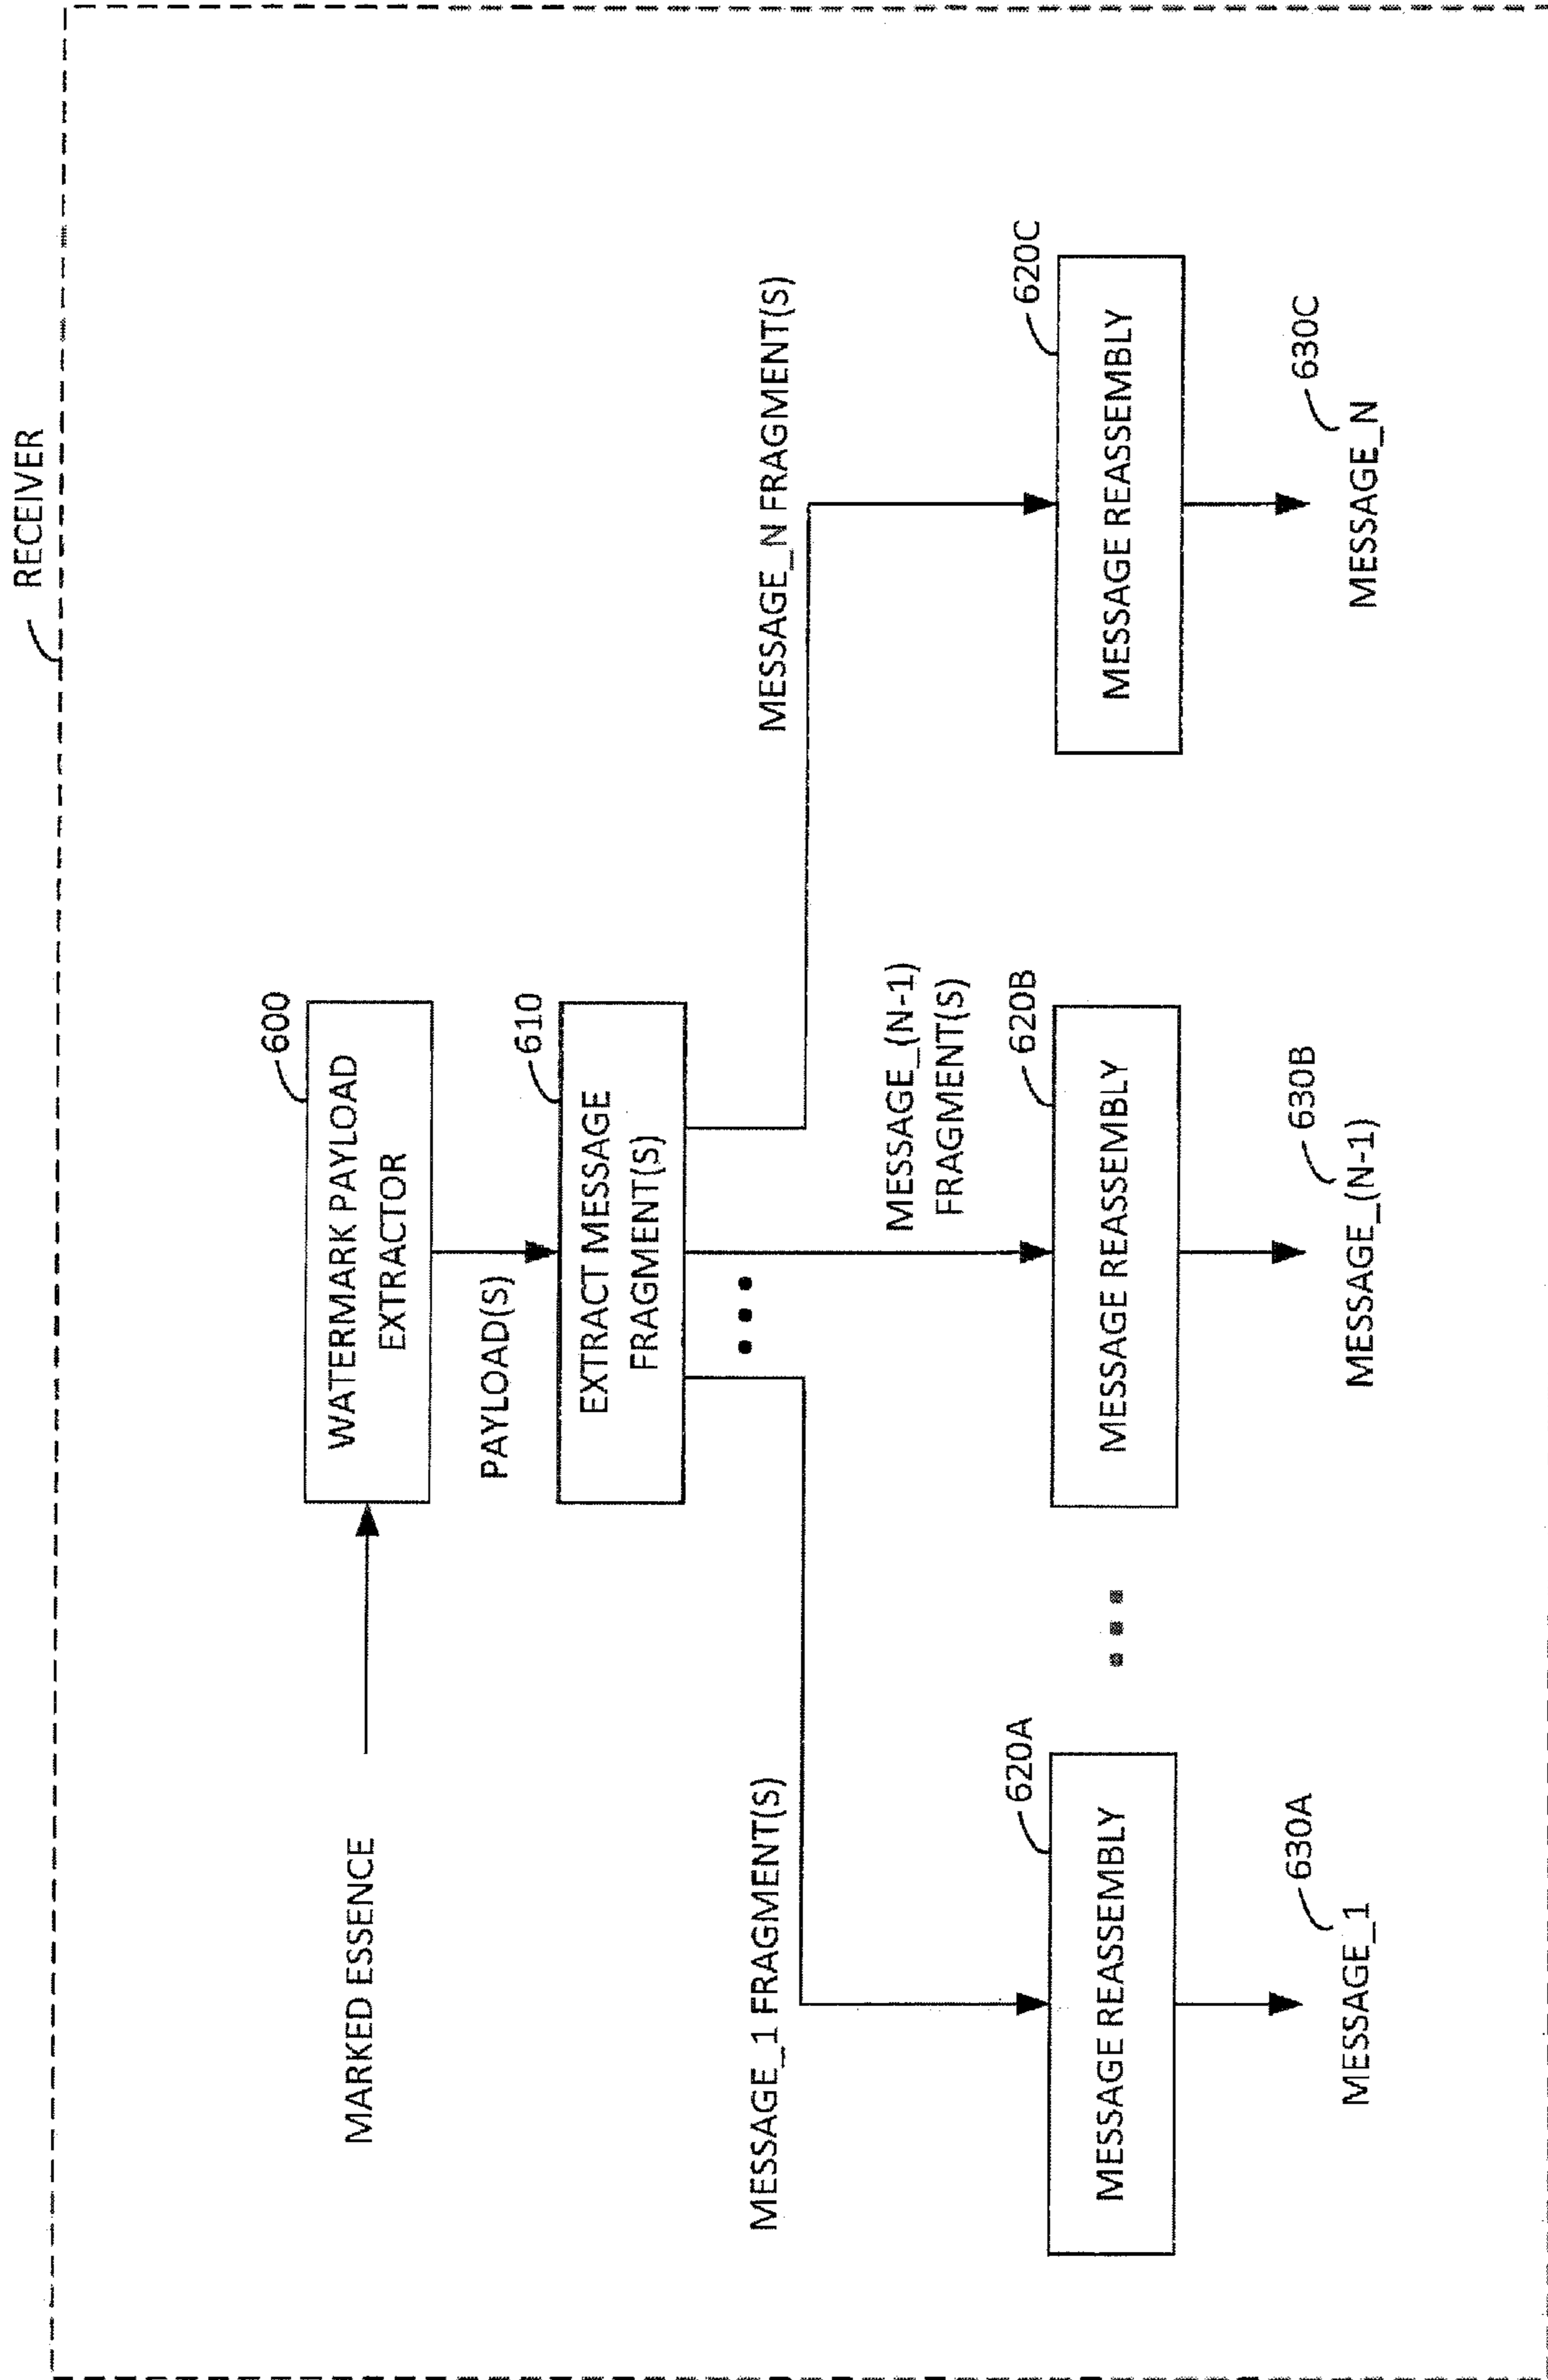 RECEIVER
600
WATERMARK PAYLOAD
EXTRACTOR
MARKED ESSENCE
PAYLOAD(S)
610
EXTRACT MESSAGE
FRAGMENT(S)
MESSAGE_1 FRAGMENT(S)
MESSAGE_(N-1)
FRAGMENT(S)
MESSAGE_N FRAGMENT(S)
620A
MESSAGE REASSEMBLY
620B
MESSAGE REASSEMBLY
620C
MESSAGE REASSEMBLY
630A
MESSAGE_1
630B
MESSAGE_(N-1)
630C
MESSAGE_N